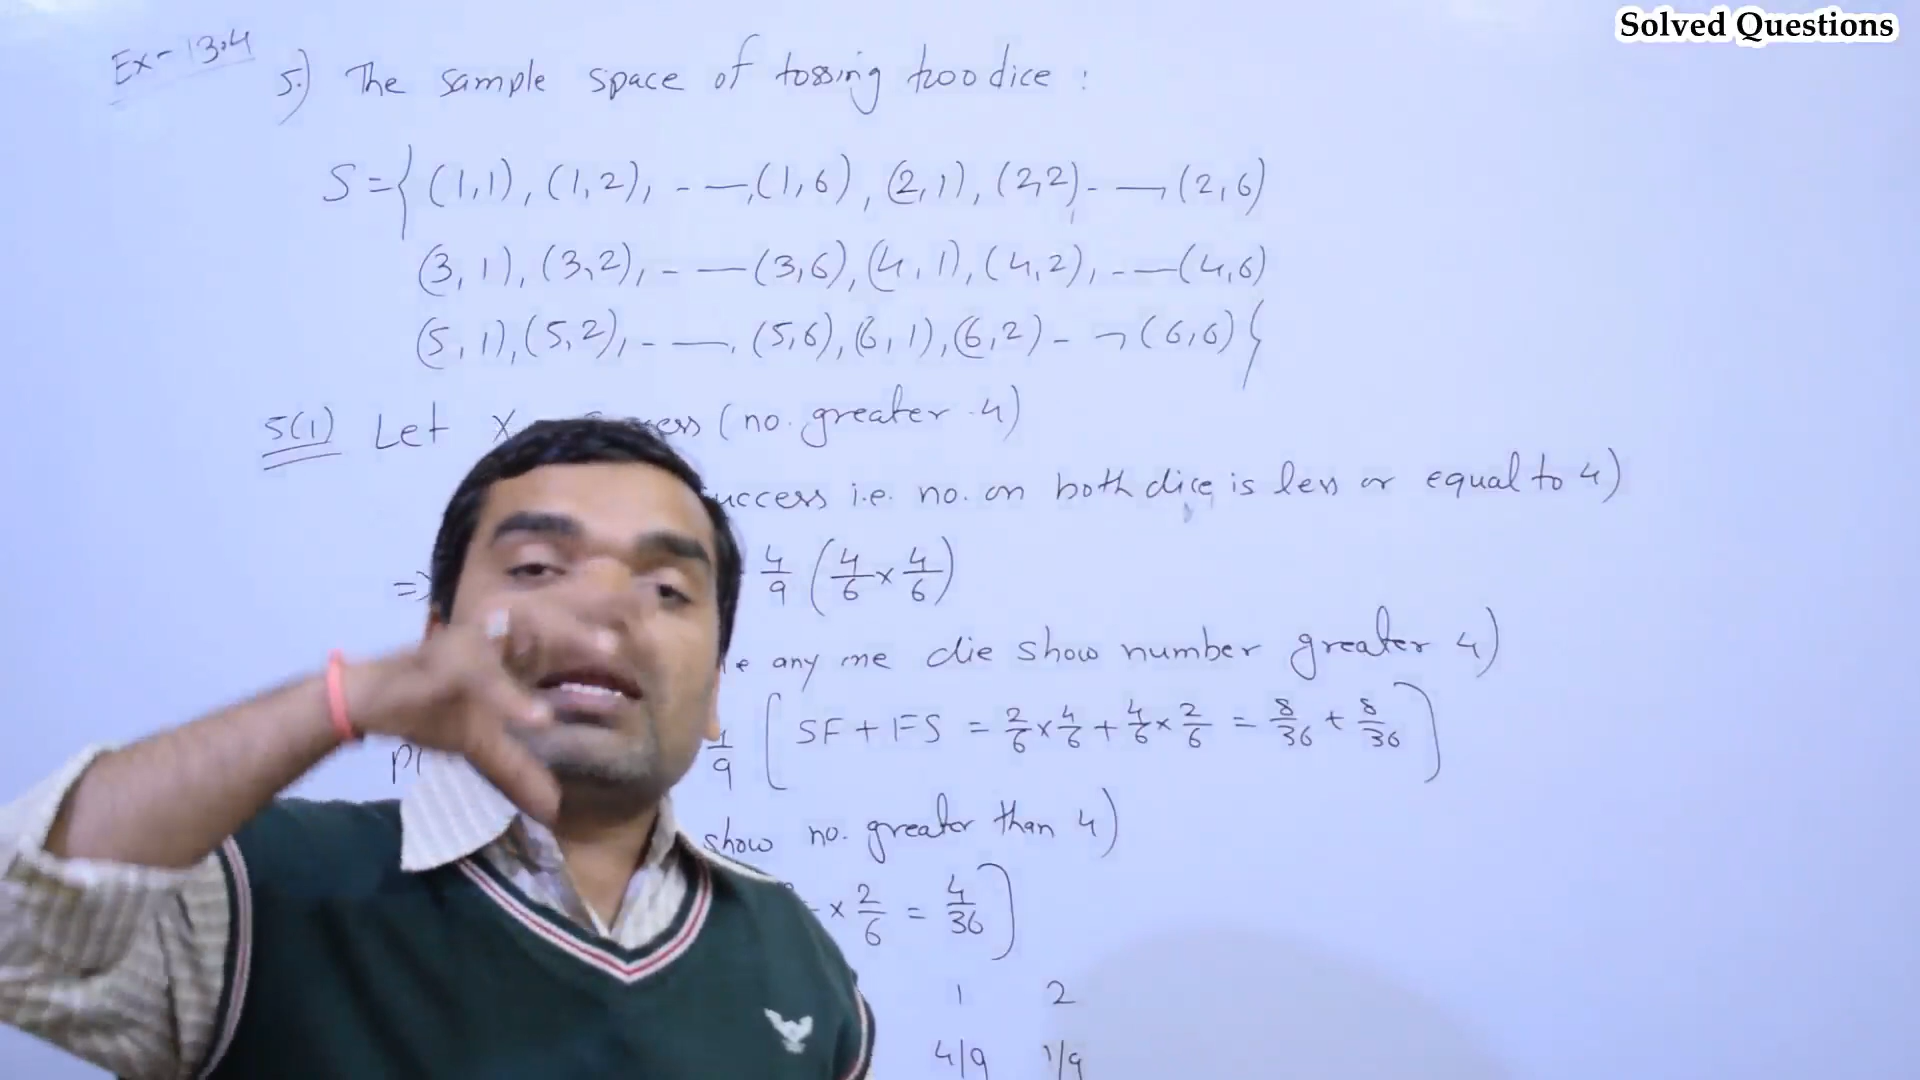 Solved Questions
Ex- 13.4
5.) The sample space of tossing two dice :
S = { (1,1), (1,2), - —,(1,6), (2,1), (2,2)- —, (2,6)
(3,1), (3,2), - —(3,6), (4,1), (4,2), - —(4,6)
(5,1), (5,2), - —, (5,6), (6,1), (6,2) - ¬ (6,6) }
5(1) Let X (no. greater 4)
i.e. no. on both dice is less or equal to 4)
=> 4/9 (4/6 × 4/6)
any one die show number greater 4)
P( [ SF + FS = 2/6 × 4/6 + 4/6 × 2/6 = 8/36 + 8/36 ]
show no. greater than 4)
× 2/6 = 4/36 ]
1 2
4/9 1/9